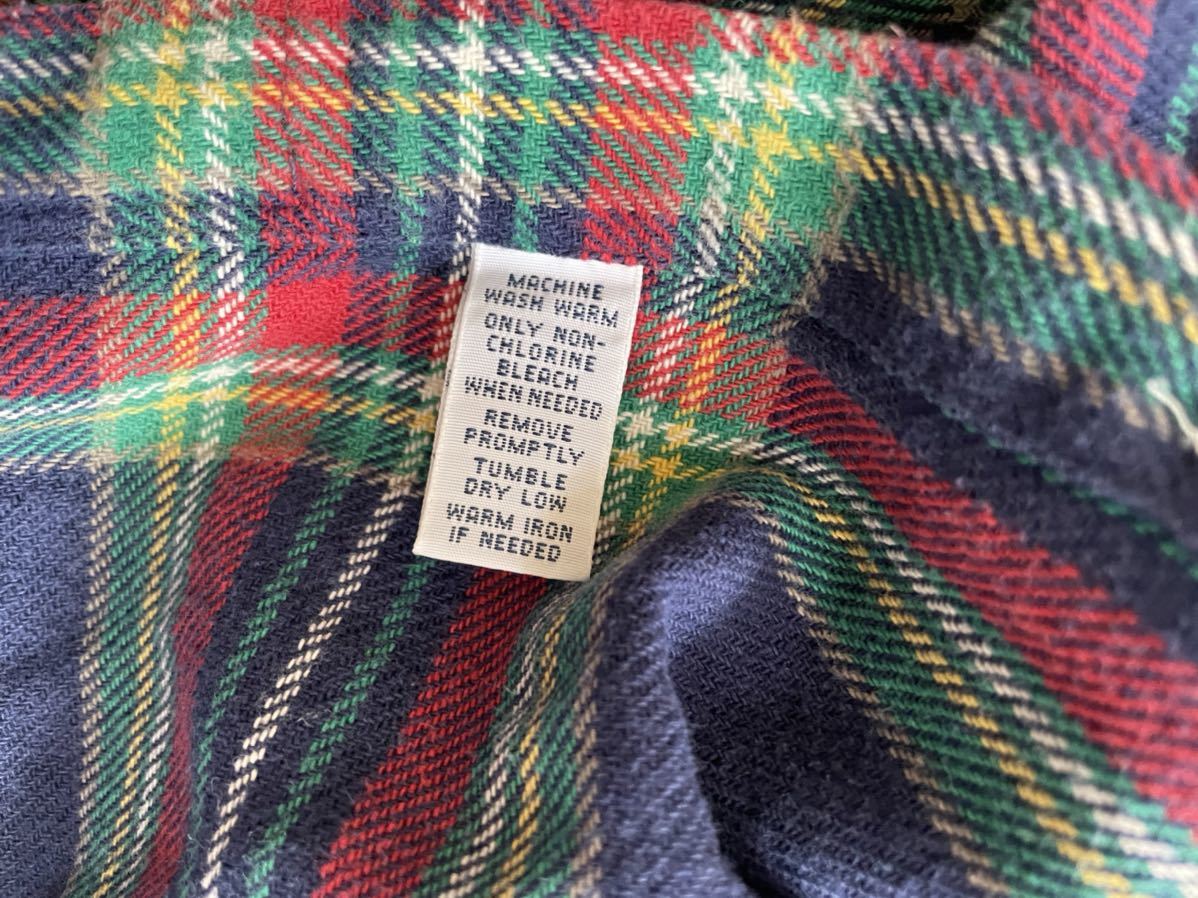 MACHINE
WASH WARM
ONLY NON-
CHLORINE
BLEACH
WHEN NEEDED
REMOVE
PROMPTLY
TUMBLE
DRY LOW
WARM IRON
IF NEEDED